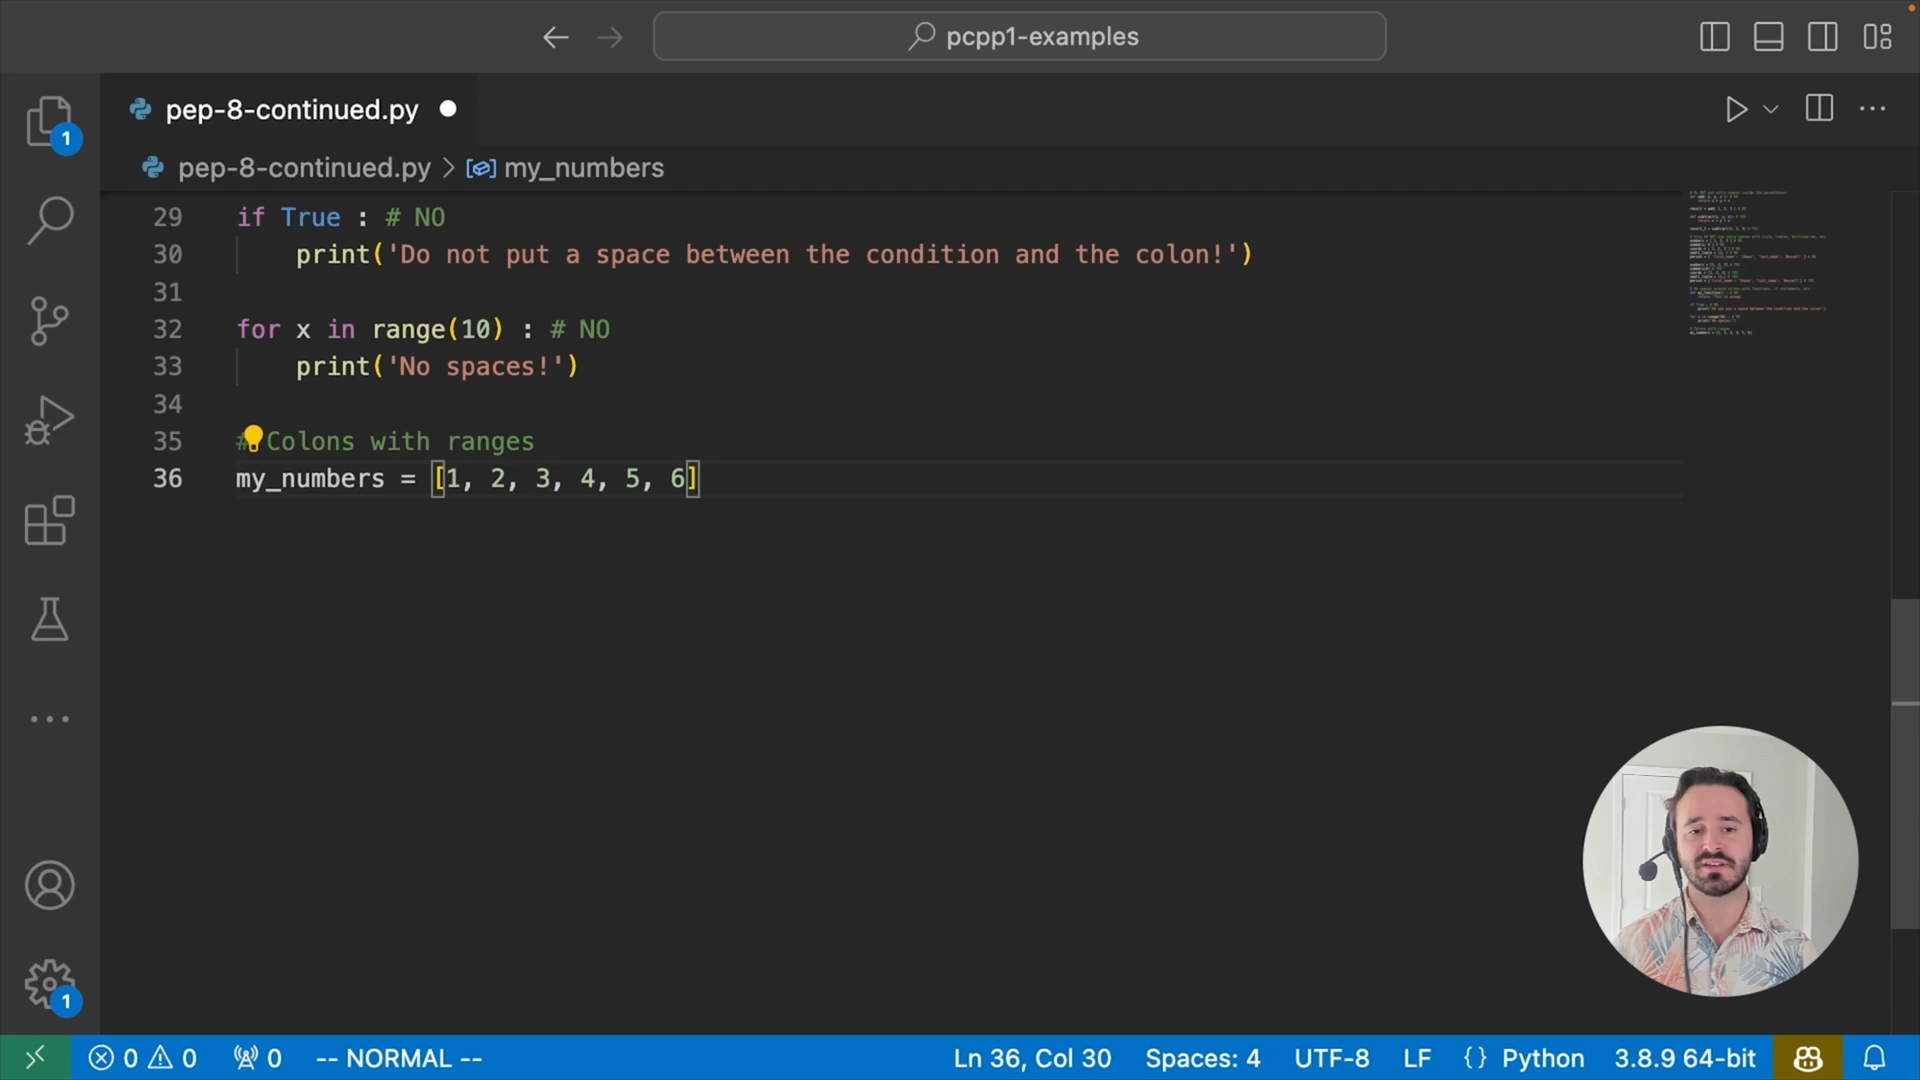 pcpp1-examples
pep-8-continued.py
1
pep-8-continued.py > my_numbers
29 if True : # NO
30 print('Do not put a space between the condition and the colon!')
31
32 for x in range(10) : # NO
33 print('No spaces!')
34
35 # Colons with ranges
36 my_numbers = [1, 2, 3, 4, 5, 6]
1
0 0 0 -- NORMAL -- Ln 36, Col 30 Spaces: 4 UTF-8 LF {} Python 3.8.9 64-bit